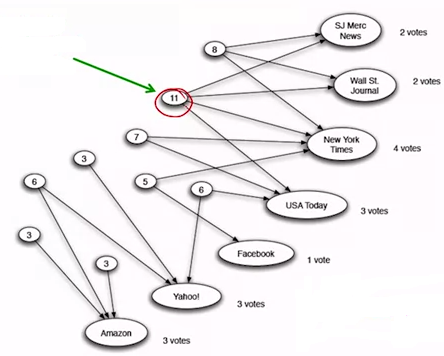 SJ Merc
News
2 votes
8
Wall St.
Journal
2 votes
11
7
New York
Times
4 votes
3
6
5
6
USA Today
3 votes
3
Facebook
1 vote
3
Yahoo!
3 votes
Amazon
3 votes